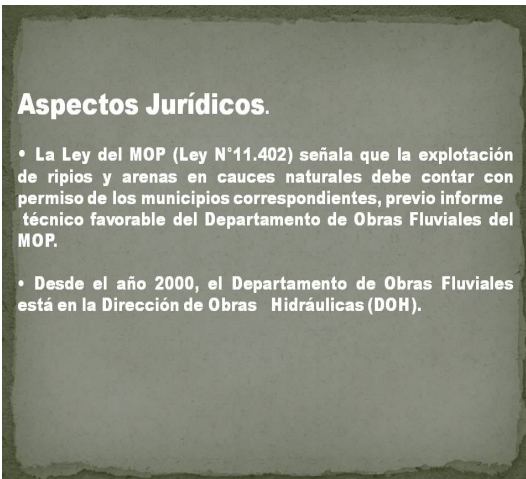 Aspectos Jurídicos.
• La Ley del MOP (Ley N°11.402) señala que la explotación
de ripios y arenas en cauces naturales debe contar con
permiso de los municipios correspondientes, previo informe
técnico favorable del Departamento de Obras Fluviales del
MOP.
• Desde el año 2000, el Departamento de Obras Fluviales
está en la Dirección de Obras Hidráulicas (DOH).